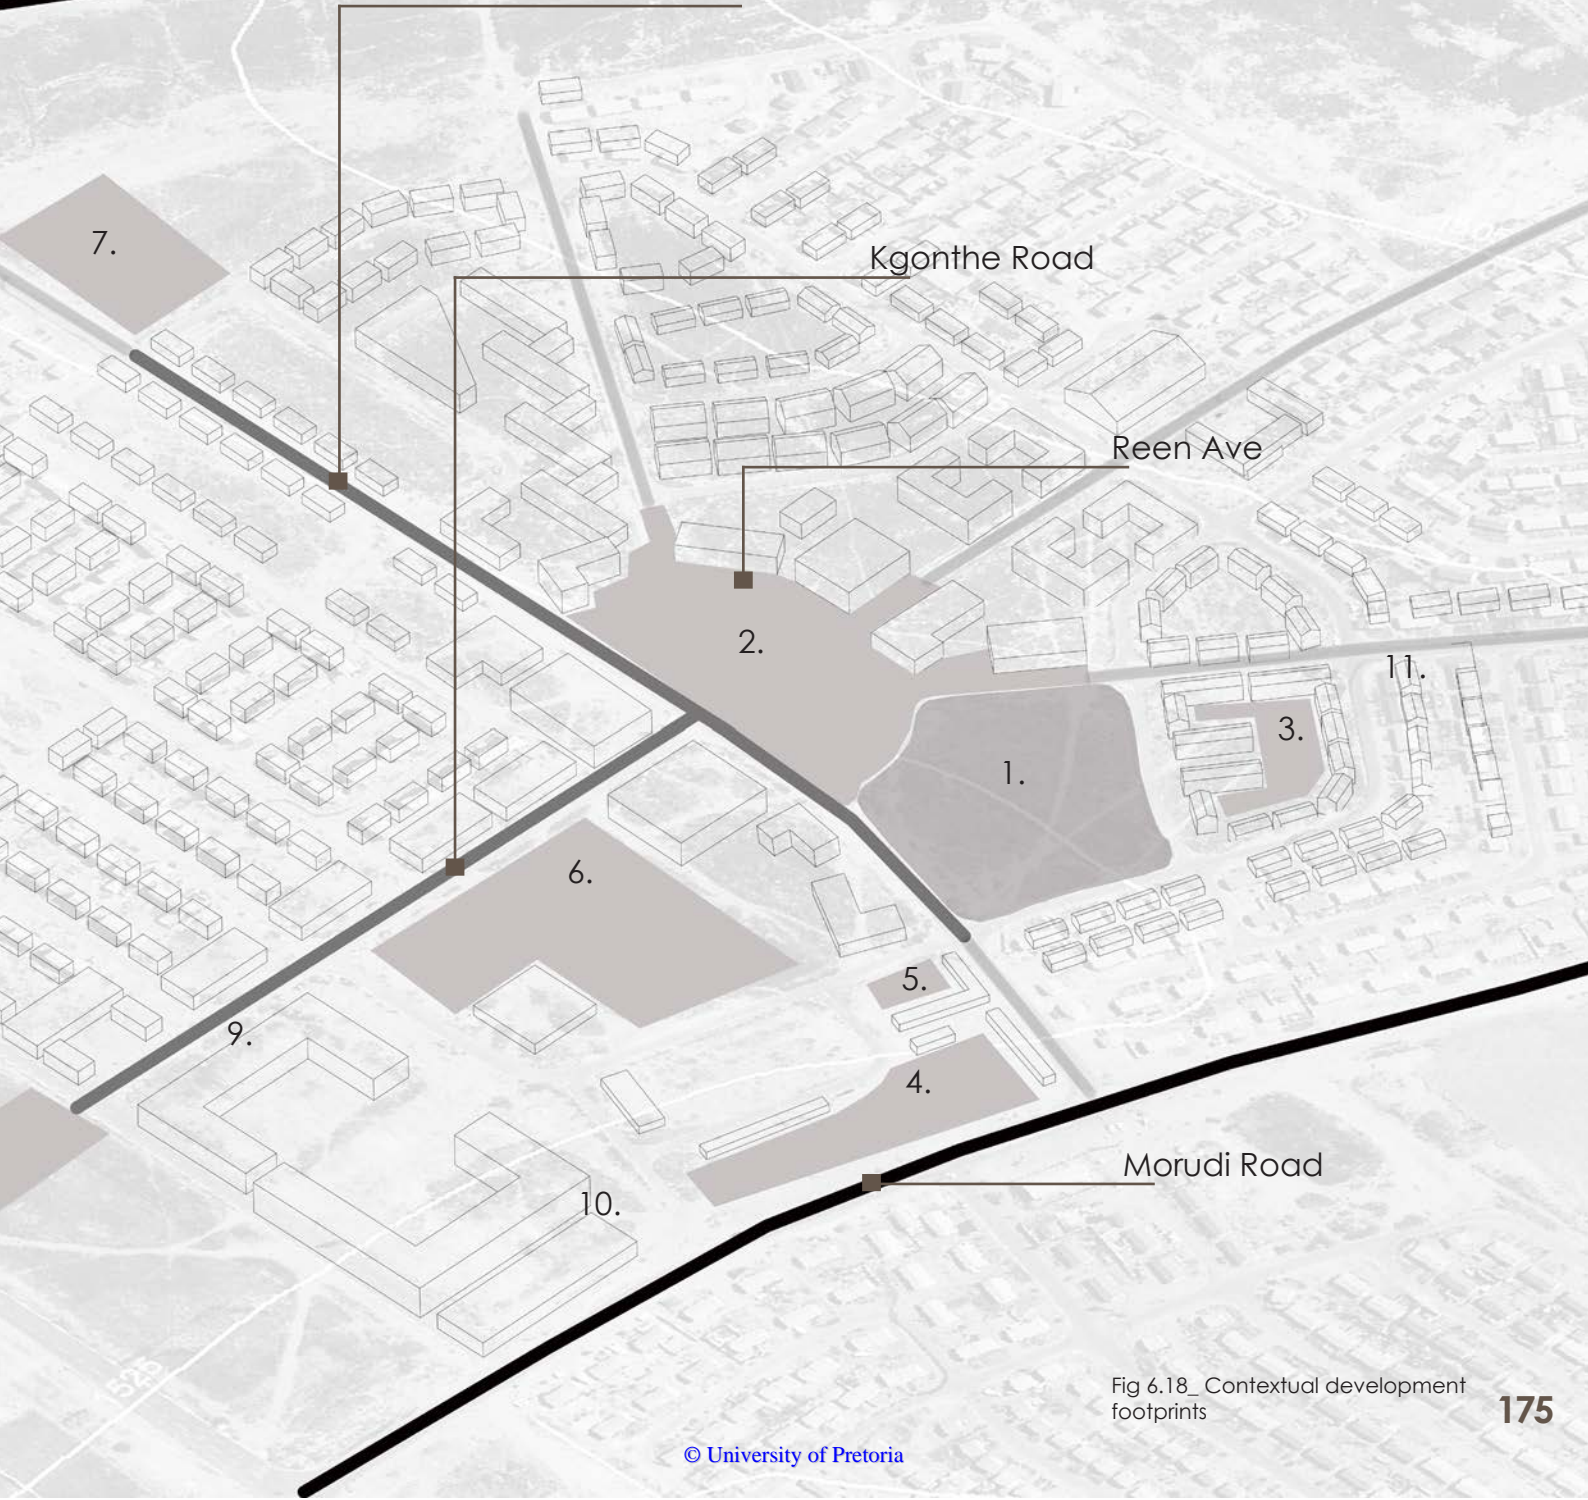 7.
Kgonthe Road
Reen Ave
2.
11.
3.
1.
6.
5.
9.
4.
Morudi Road
10.
525
Fig 6.18_ Contextual development
footprints
175
© University of Pretoria